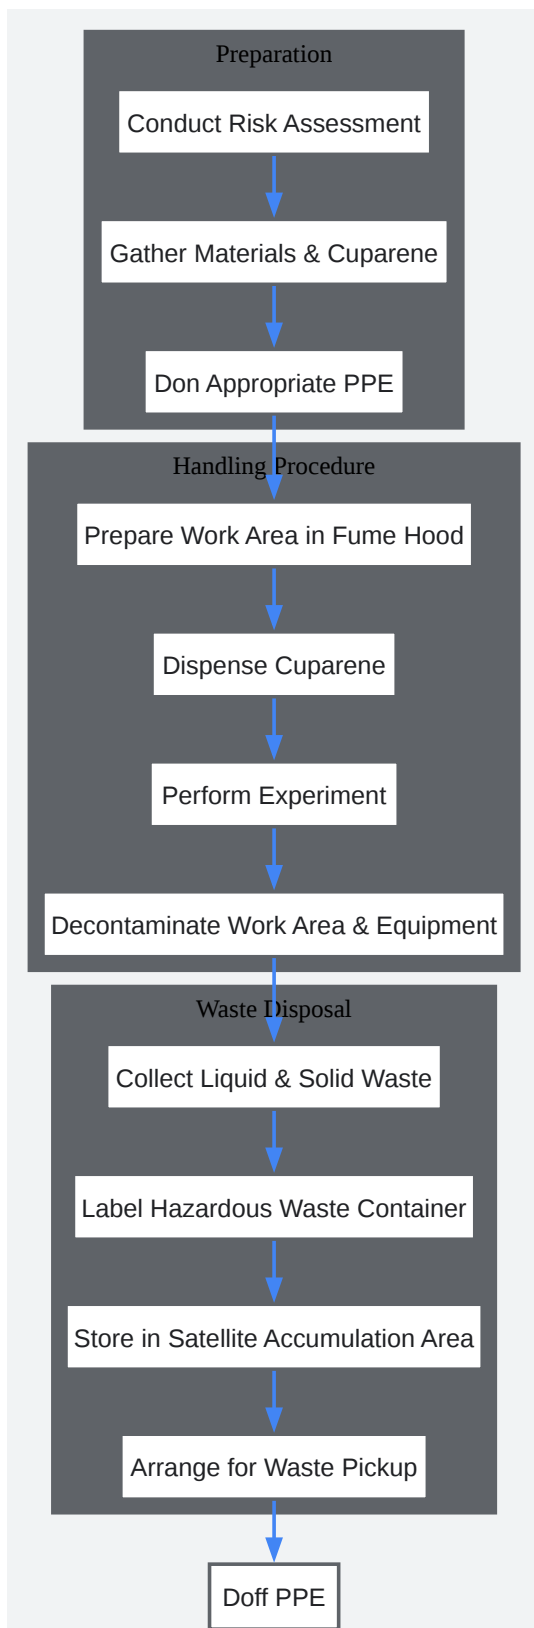 Preparation
Conduct Risk Assessment
Gather Materials & Cuparene
Don Appropriate PPE
Handling Procedure
Prepare Work Area in Fume Hood
Dispense Cuparene
Perform Experiment
Decontaminate Work Area & Equipment
Waste Disposal
Collect Liquid & Solid Waste
Label Hazardous Waste Container
Store in Satellite Accumulation Area
Arrange for Waste Pickup
Doff PPE